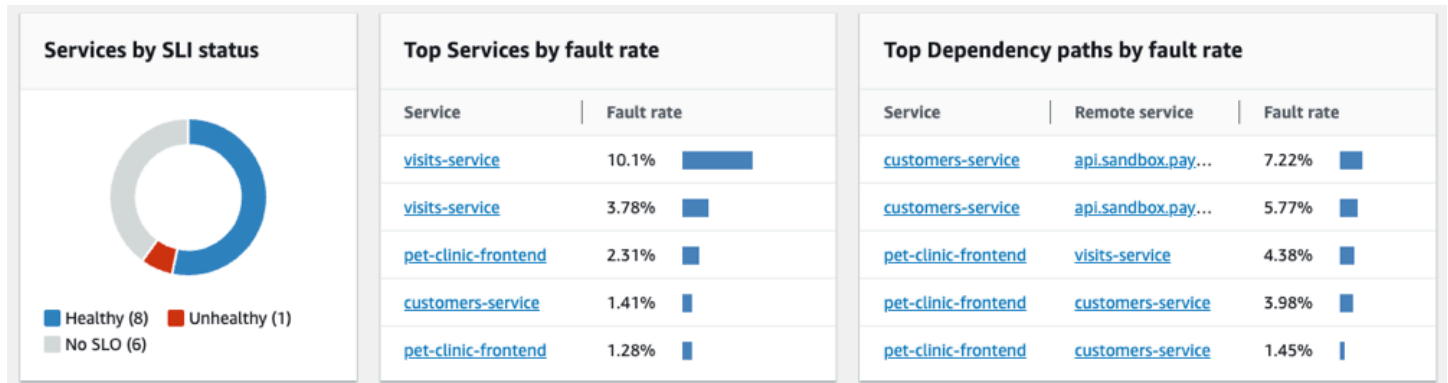 Services by SLI status
Healthy (8) Unhealthy (1)
No SLO (6)
Top Services by fault rate
Service Fault rate
visits-service 10.1%
visits-service 3.78%
pet-clinic-frontend 2.31%
customers-service 1.41%
pet-clinic-frontend 1.28%
Top Dependency paths by fault rate
Service Remote service Fault rate
customers-service api.sandbox.pay... 7.22%
customers-service api.sandbox.pay... 5.77%
pet-clinic-frontend visits-service 4.38%
pet-clinic-frontend customers-service 3.98%
pet-clinic-frontend customers-service 1.45%